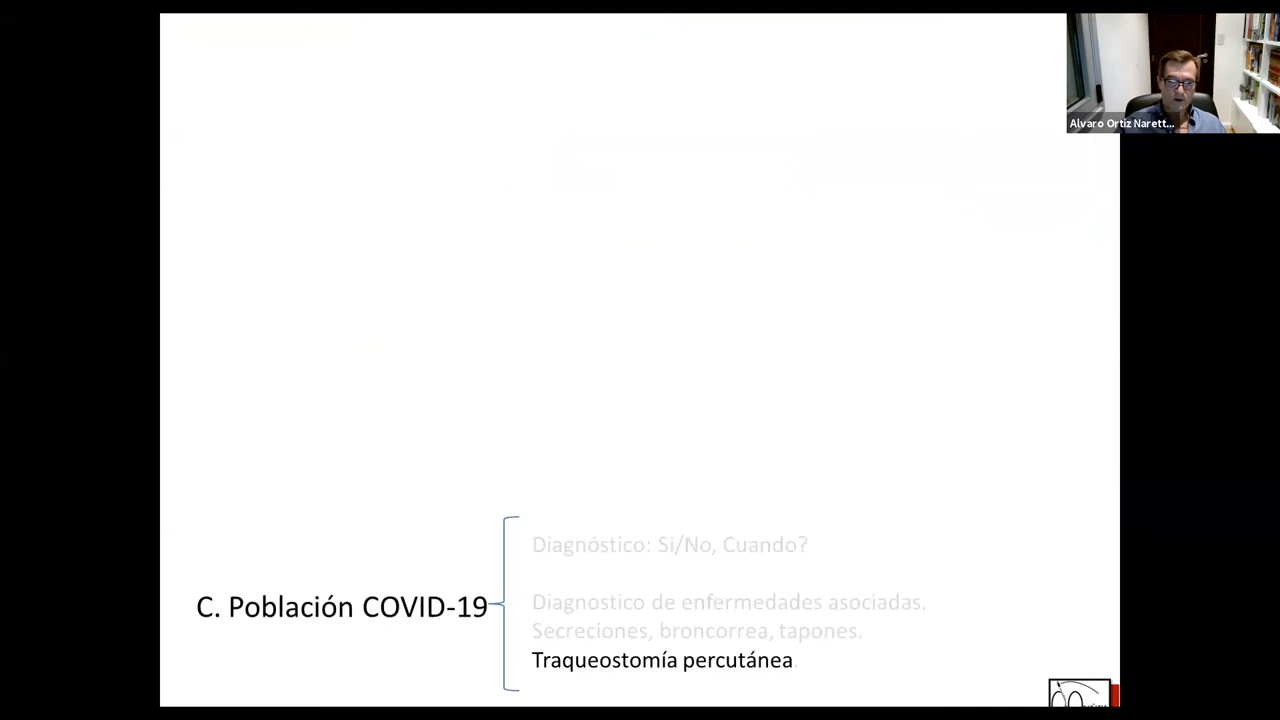 Alvaro Ortiz Narett...
Diagnóstico: Si/No, Cuando?
C. Población COVID-19
Diagnostico de enfermedades asociadas.
Secreciones, broncorrea, tapones.
Traqueostomía percutánea.